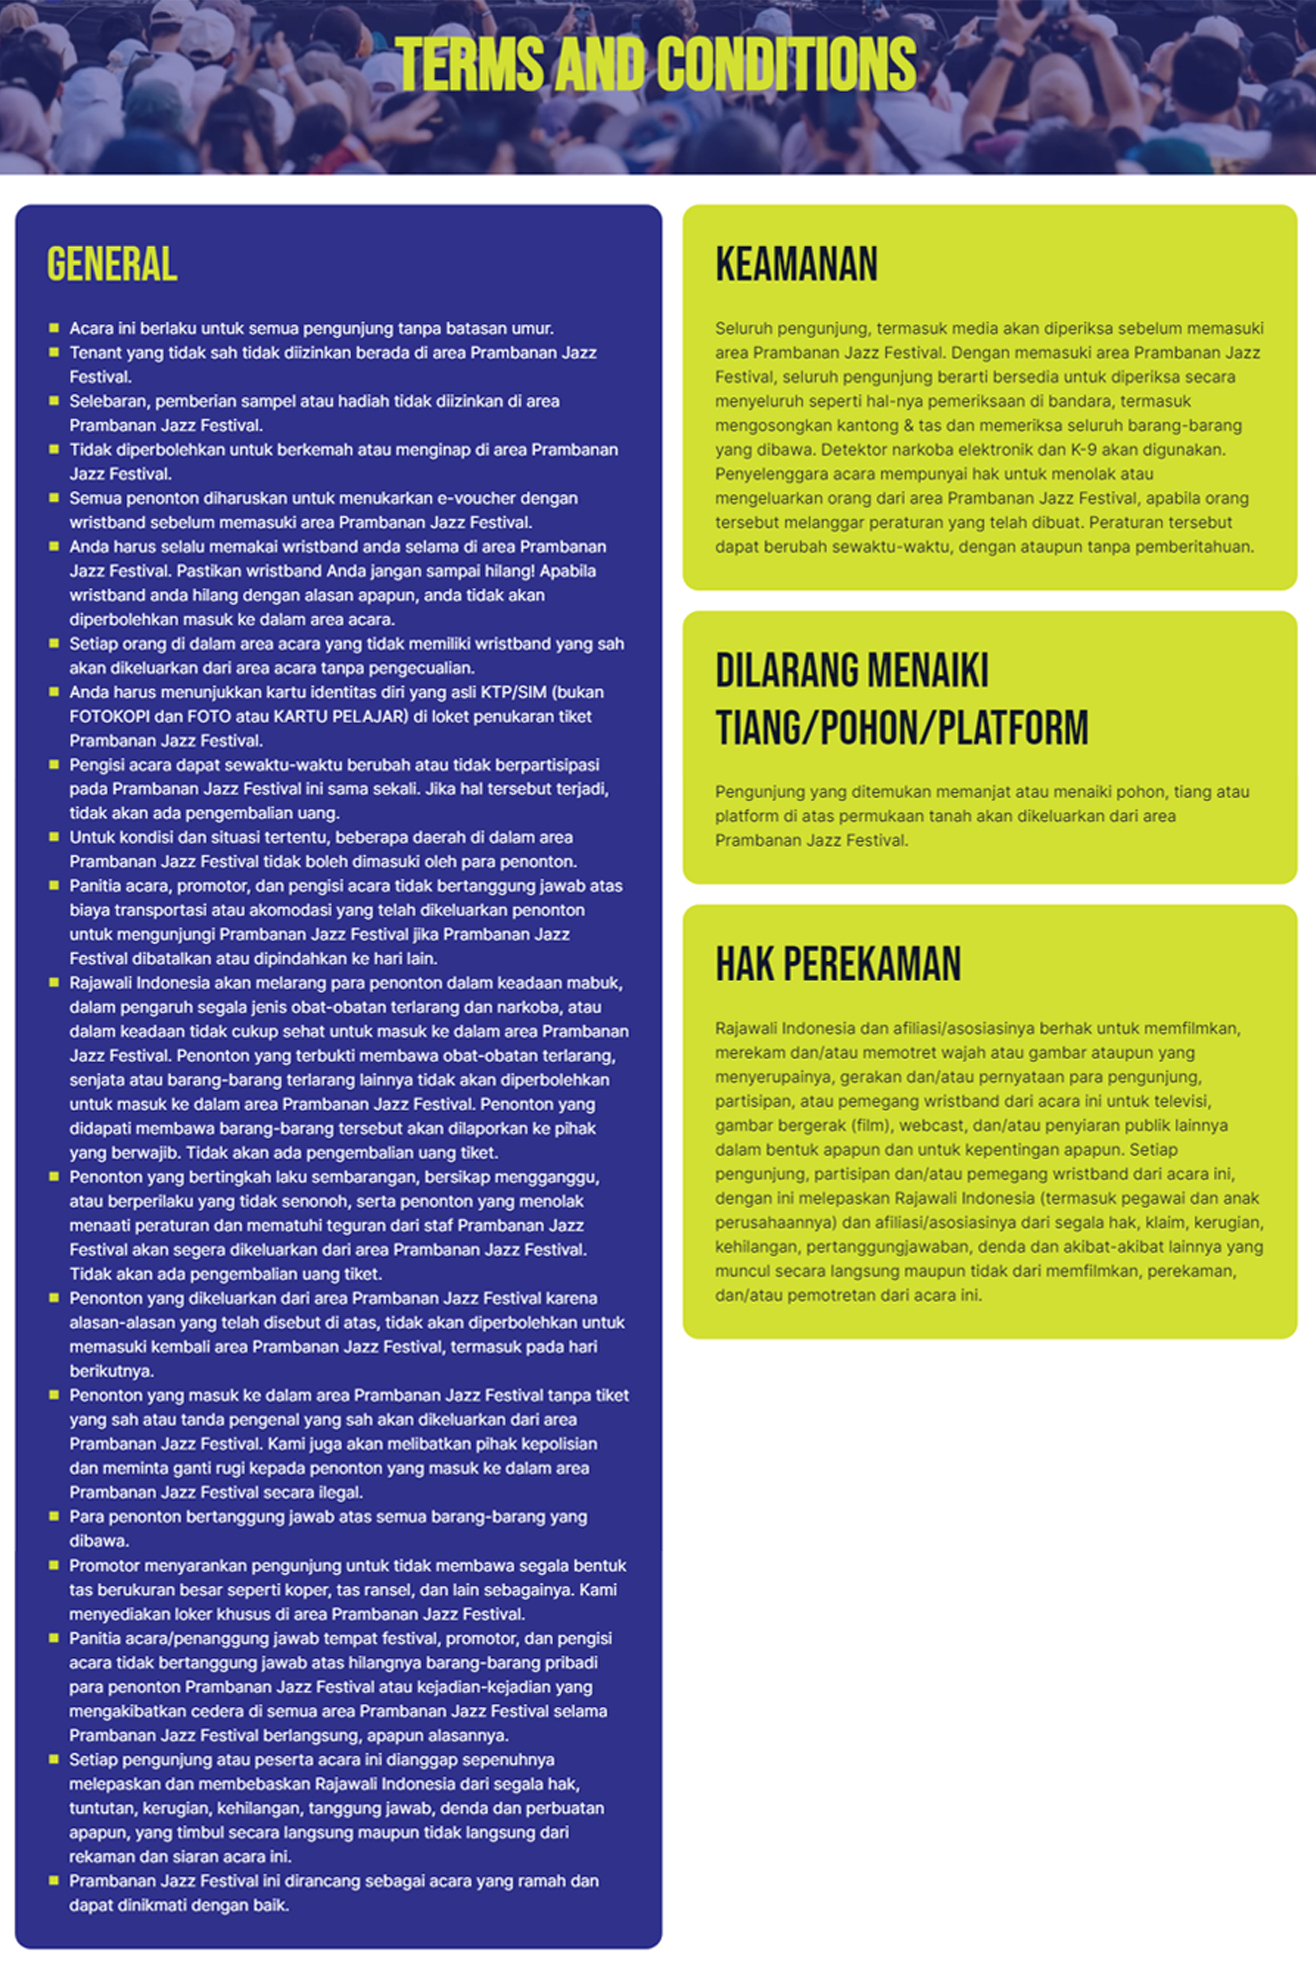 TERMS AND CONDITIONS
GENERAL
Acara ini berlaku untuk semua pengunjung tanpa batasan umur.
Tenant yang tidak sah tidak diizinkan berada di area Prambanan Jazz
Festival.
Selebaran, pemberian sampel atau hadiah tidak diizinkan di area
Prambanan Jazz Festival.
Tidak diperbolehkan untuk berkemah atau menginap di area Prambanan
Jazz Festival.
Semua penonton diharuskan untuk menukarkan e-voucher dengan
wristband sebelum memasuki area Prambanan Jazz Festival.
Anda harus selalu memakai wristband anda selama di area Prambanan
Jazz Festival. Pastikan wristband Anda jangan sampai hilang! Apabila
wristband anda hilang dengan alasan apapun, anda tidak akan
diperbolehkan masuk ke dalam area acara.
Setiap orang di dalam area acara yang tidak memiliki wristband yang sah
akan dikeluarkan dari area acara tanpa pengecualian.
Anda harus menunjukkan kartu identitas diri yang asli KTP/SIM (bukan
FOTOKOPI dan FOTO atau KARTU PELAJAR) di loket penukaran tiket
Prambanan Jazz Festival.
Pengisi acara dapat sewaktu-waktu berubah atau tidak berpartisipasi
pada Prambanan Jazz Festival ini sama sekali. Jika hal tersebut terjadi,
tidak akan ada pengembalian uang.
Untuk kondisi dan situasi tertentu, beberapa daerah di dalam area
Prambanan Jazz Festival tidak boleh dimasuki oleh para penonton.
Panitia acara, promotor, dan pengisi acara tidak bertanggung jawab atas
biaya transportasi atau akomodasi yang telah dikeluarkan penonton
untuk mengunjungi Prambanan Jazz Festival jika Prambanan Jazz
Festival dibatalkan atau dipindahkan ke hari lain.
Rajawali Indonesia akan melarang para penonton dalam keadaan mabuk,
dalam pengaruh segala jenis obat-obatan terlarang dan narkoba, atau
dalam keadaan tidak cukup sehat untuk masuk ke dalam area Prambanan
Jazz Festival. Penonton yang terbukti membawa obat-obatan terlarang,
senjata atau barang-barang terlarang lainnya tidak akan diperbolehkan
untuk masuk ke dalam area Prambanan Jazz Festival. Penonton yang
didapati membawa barang-barang tersebut akan dilaporkan ke pihak
yang berwajib. Tidak akan ada pengembalian uang tiket.
Penonton yang bertingkah laku sembarangan, bersikap mengganggu,
atau berperilaku yang tidak senonoh, serta penonton yang menolak
menaati peraturan dan mematuhi teguran dari staf Prambanan Jazz
Festival akan segera dikeluarkan dari area Prambanan Jazz Festival.
Tidak akan ada pengembalian uang tiket.
Penonton yang dikeluarkan dari area Prambanan Jazz Festival karena
alasan-alasan yang telah disebut di atas, tidak akan diperbolehkan untuk
memasuki kembali area Prambanan Jazz Festival, termasuk pada hari
berikutnya.
Penonton yang masuk ke dalam area Prambanan Jazz Festival tanpa tiket
yang sah atau tanda pengenal yang sah akan dikeluarkan dari area
Prambanan Jazz Festival. Kami juga akan melibatkan pihak kepolisian
dan meminta ganti rugi kepada penonton yang masuk ke dalam area
Prambanan Jazz Festival secara ilegal.
Para penonton bertanggung jawab atas semua barang-barang yang
dibawa.
Promotor menyarankan pengunjung untuk tidak membawa segala bentuk
tas berukuran besar seperti koper, tas ransel, dan lain sebagainya. Kami
menyediakan loker khusus di area Prambanan Jazz Festival.
Panitia acara/penanggung jawab tempat festival, promotor, dan pengisi
acara tidak bertanggung jawab atas hilangnya barang-barang pribadi
para penonton Prambanan Jazz Festival atau kejadian-kejadian yang
mengakibatkan cedera di semua area Prambanan Jazz Festival selama
Prambanan Jazz Festival berlangsung, apapun alasannya.
Setiap pengunjung atau peserta acara ini dianggap sepenuhnya
melepaskan dan membebaskan Rajawali Indonesia dari segala hak,
tuntutan, kerugian, kehilangan, tanggung jawab, denda dan perbuatan
apapun, yang timbul secara langsung maupun tidak langsung dari
rekaman dan siaran acara ini.
Prambanan Jazz Festival ini dirancang sebagai acara yang ramah dan
dapat dinikmati dengan baik.
KEAMANAN
Seluruh pengunjung, termasuk media akan diperiksa sebelum memasuki
area Prambanan Jazz Festival. Dengan memasuki area Prambanan Jazz
Festival, seluruh pengunjung berarti bersedia untuk diperiksa secara
menyeluruh seperti hal-nya pemeriksaan di bandara, termasuk
mengosongkan kantong & tas dan memeriksa seluruh barang-barang
yang dibawa. Detektor narkoba elektronik dan K-9 akan digunakan.
Penyelenggara acara mempunyai hak untuk menolak atau
mengeluarkan orang dari area Prambanan Jazz Festival, apabila orang
tersebut melanggar peraturan yang telah dibuat. Peraturan tersebut
dapat berubah sewaktu-waktu, dengan ataupun tanpa pemberitahuan.
DILARANG MENAIKI
TIANG/POHON/PLATFORM
Pengunjung yang ditemukan memanjat atau menaiki pohon, tiang atau
platform di atas permukaan tanah akan dikeluarkan dari area
Prambanan Jazz Festival.
HAK PEREKAMAN
Rajawali Indonesia dan afiliasi/asosiasinya berhak untuk memfilmkan,
merekam dan/atau memotret wajah atau gambar ataupun yang
menyerupainya, gerakan dan/atau pernyataan para pengunjung,
partisipan, atau pemegang wristband dari acara ini untuk televisi,
gambar bergerak (film), webcast, dan/atau penyiaran publik lainnya
dalam bentuk apapun dan untuk kepentingan apapun. Setiap
pengunjung, partisipan dan/atau pemegang wristband dari acara ini,
dengan ini melepaskan Rajawali Indonesia (termasuk pegawai dan anak
perusahaannya) dan afiliasi/asosiasinya dari segala hak, klaim, kerugian,
kehilangan, pertanggungjawaban, denda dan akibat-akibat lainnya yang
muncul secara langsung maupun tidak dari memfilmkan, perekaman,
dan/atau pemotretan dari acara ini.